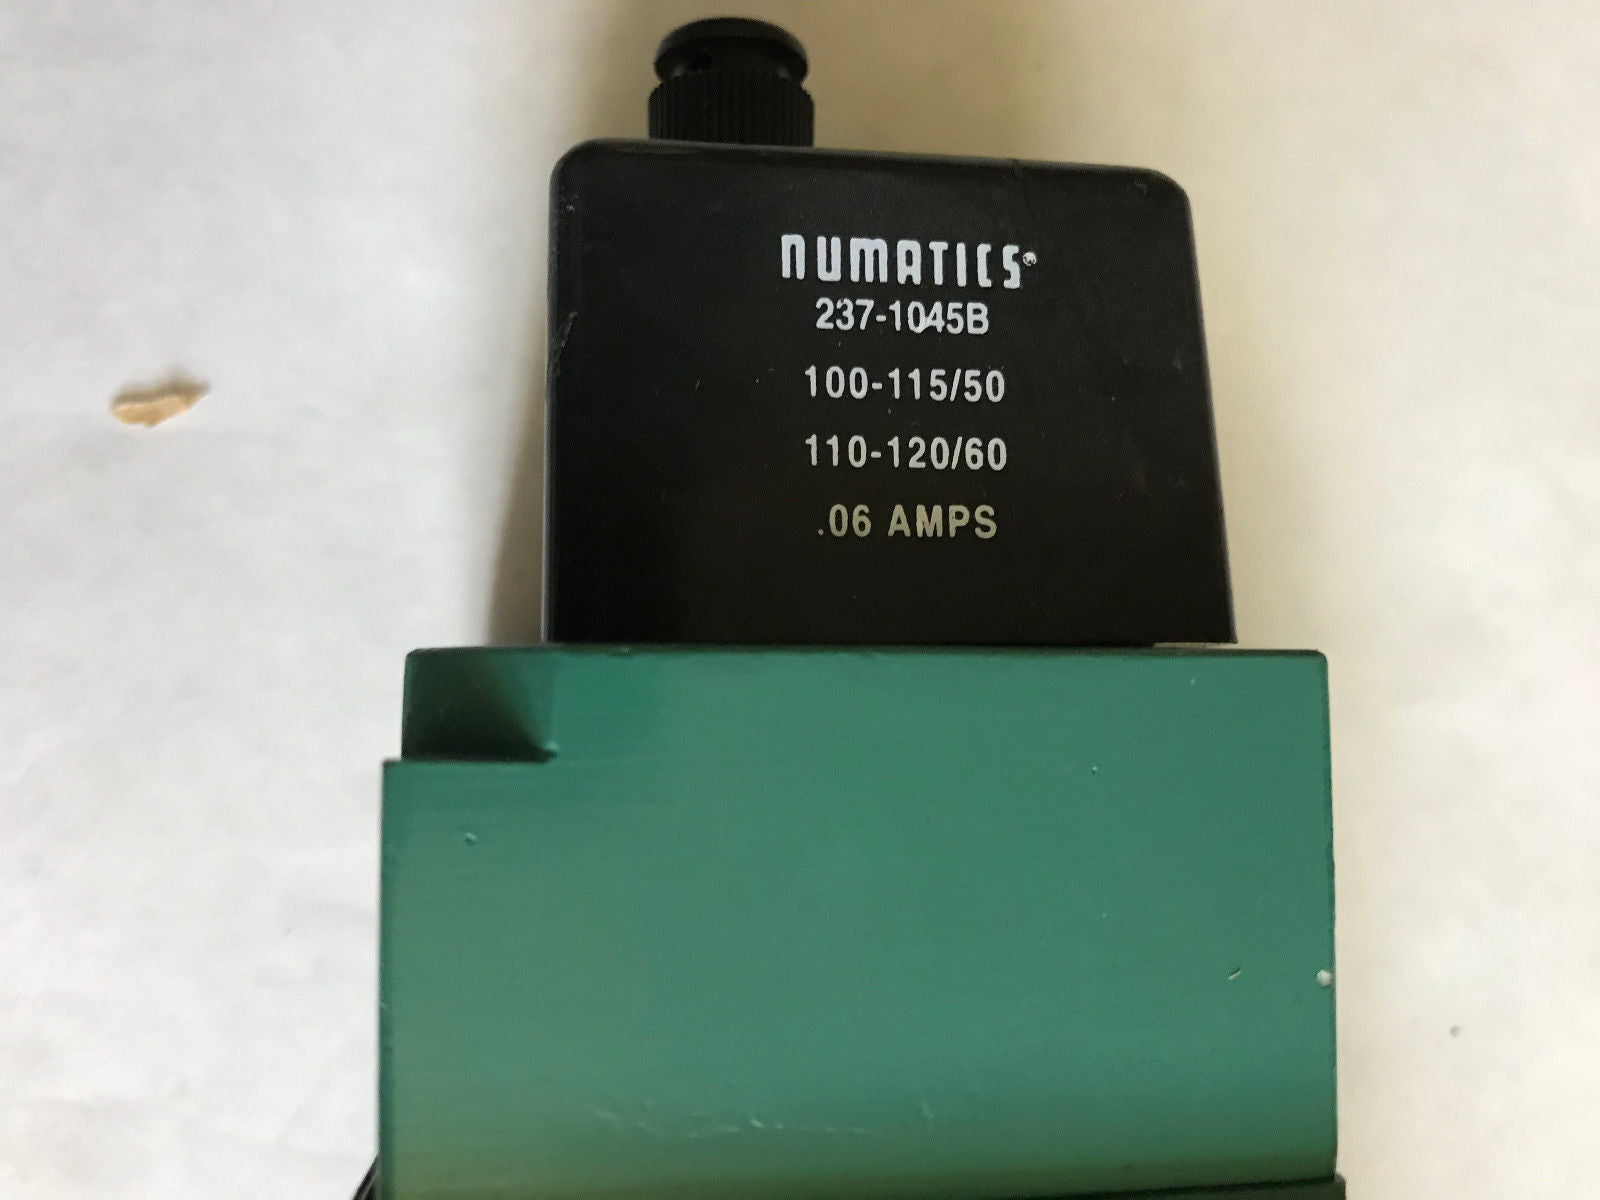 NUMATICS®
237-1045B
100-115/50
110-120/60
.06 AMPS